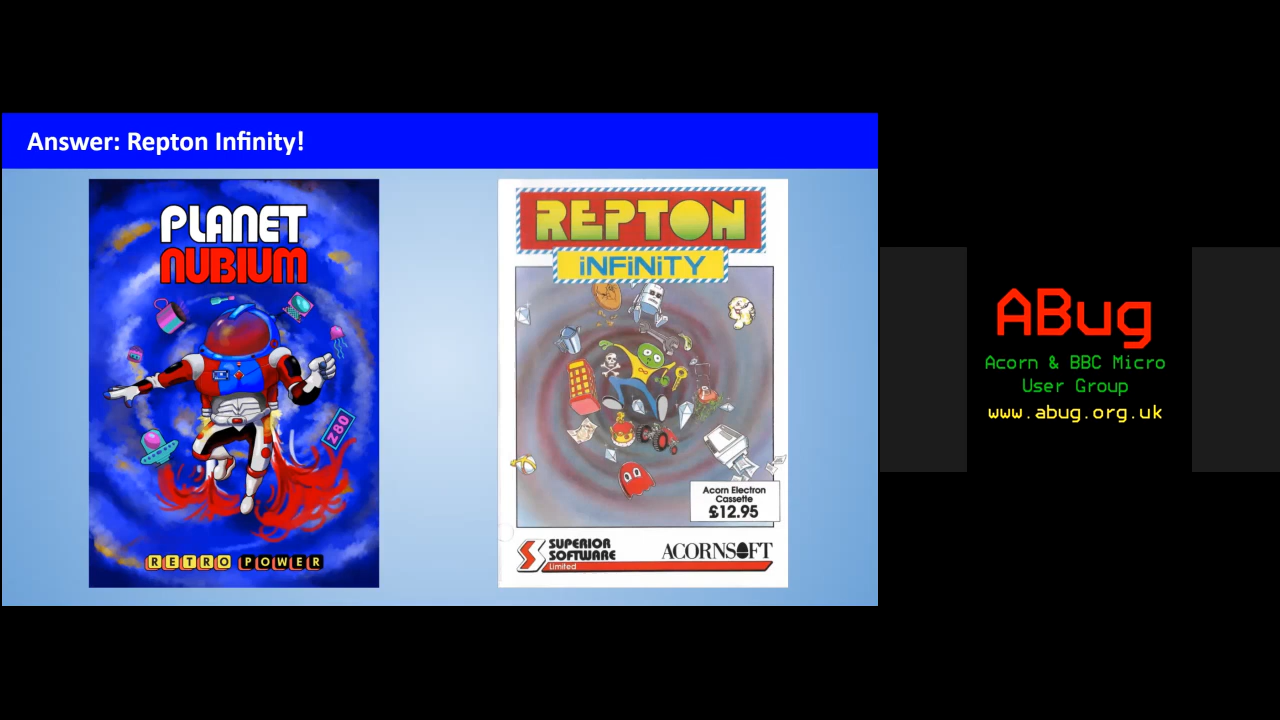 Answer: Repton Infinity!
PLANET
NUBIUM
Z80
RETRO POWER
REPTON
iNFiNiTY
Acorn Electron
Cassette
£12.95
SUPERIOR
SOFTWARE
Limited
ACORNSOFT
ABug
Acorn & BBC Micro
User Group
www.abug.org.uk